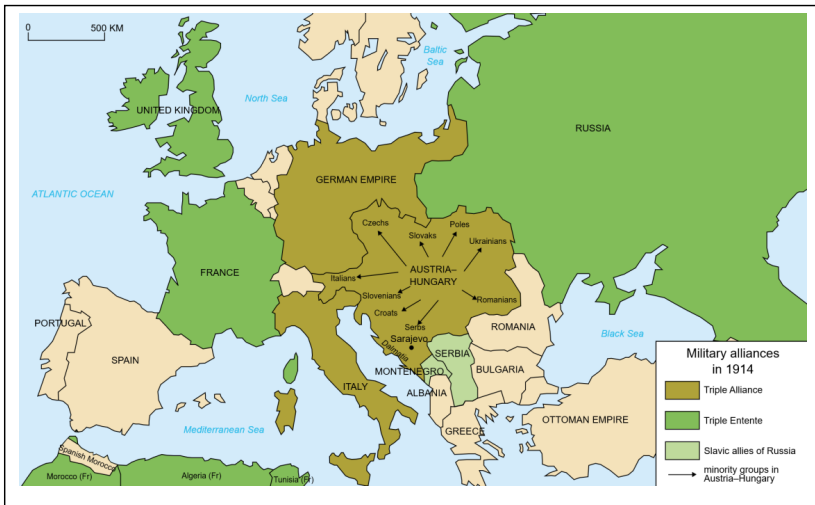 0 500 KM
Baltic
Sea
North Sea
UNITED KINGDOM
RUSSIA
ATLANTIC OCEAN
GERMAN EMPIRE
Czechs
Slovaks
Poles
Ukrainians
FRANCE
Italians
AUSTRIA–
HUNGARY
Slovenians
Romanians
Croats
Serbs
PORTUGAL
SPAIN
Sarajevo
Dalmatia
ROMANIA
Black Sea
SERBIA
MONTENEGRO
BULGARIA
ITALY
ALBANIA
Mediterranean Sea
GREECE
OTTOMAN EMPIRE
Spanish Morocco
Morocco (Fr)
Algeria (Fr)
Tunisia (Fr)
Military alliances
in 1914
Triple Alliance
Triple Entente
Slavic allies of Russia
minority groups in
Austria–Hungary